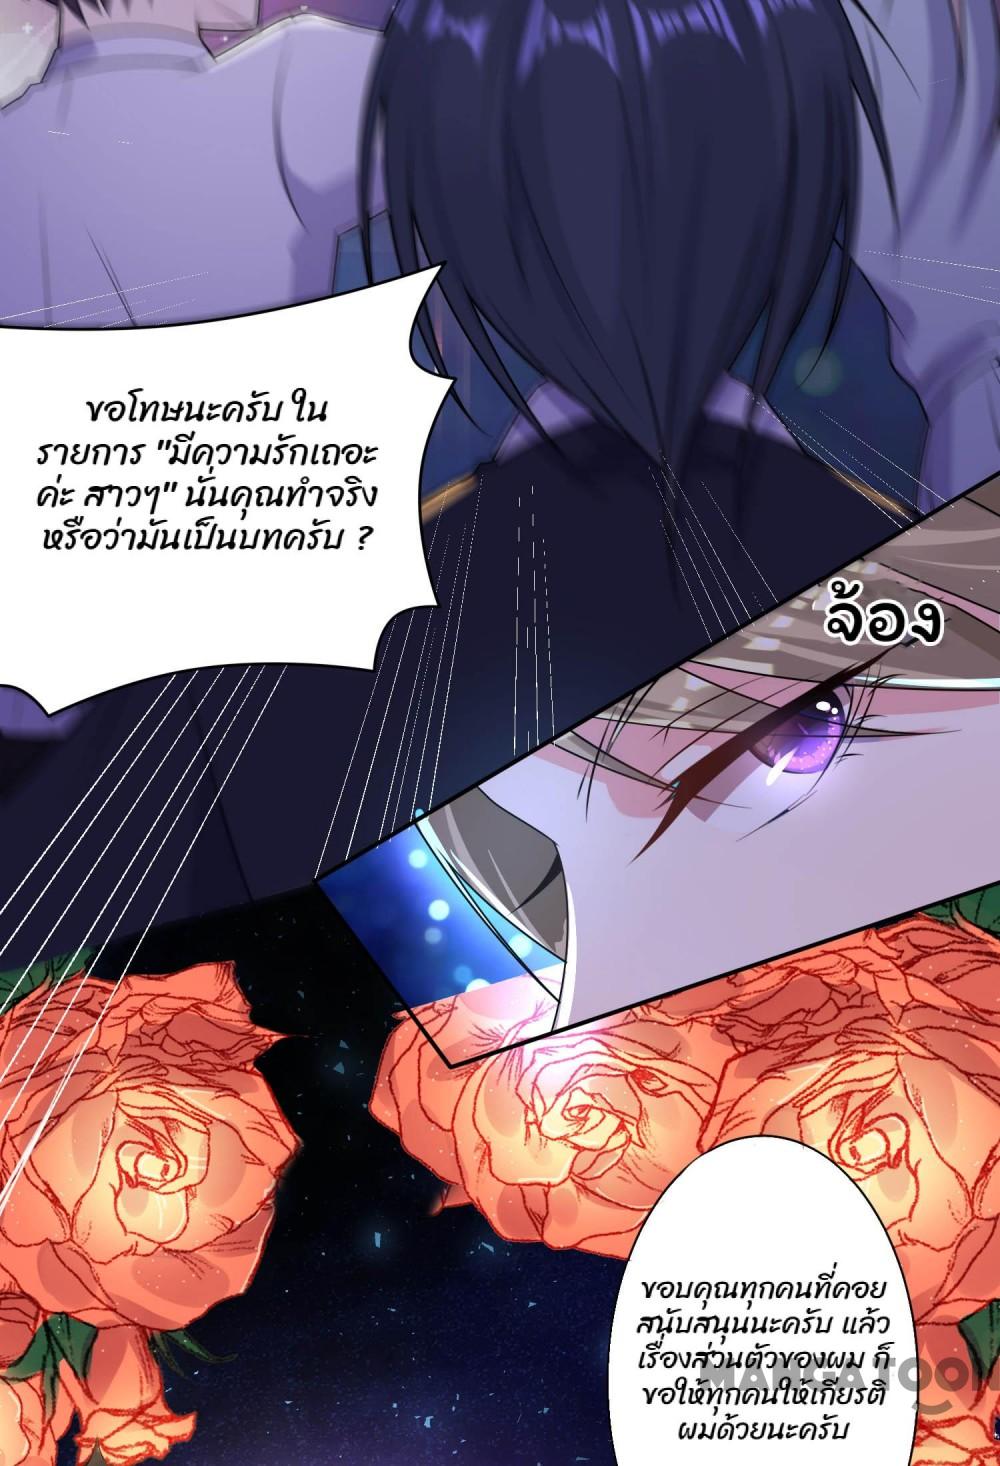 ขอโทษนะครับ ใน
รายการ "มีความรักเถอะ
ค่ะ สาวๆ" นั่นคุณทำจริง
หรือว่ามันเป็นบทครับ ?
จ้อง
ขอบคุณทุกคนที่คอย
สนับสนุนนะครับ แล้ว
เรื่องส่วนตัวของผม ก็
ขอให้ทุกคนให้เกียรติ
ผมด้วยนะครับ
MANGATOON